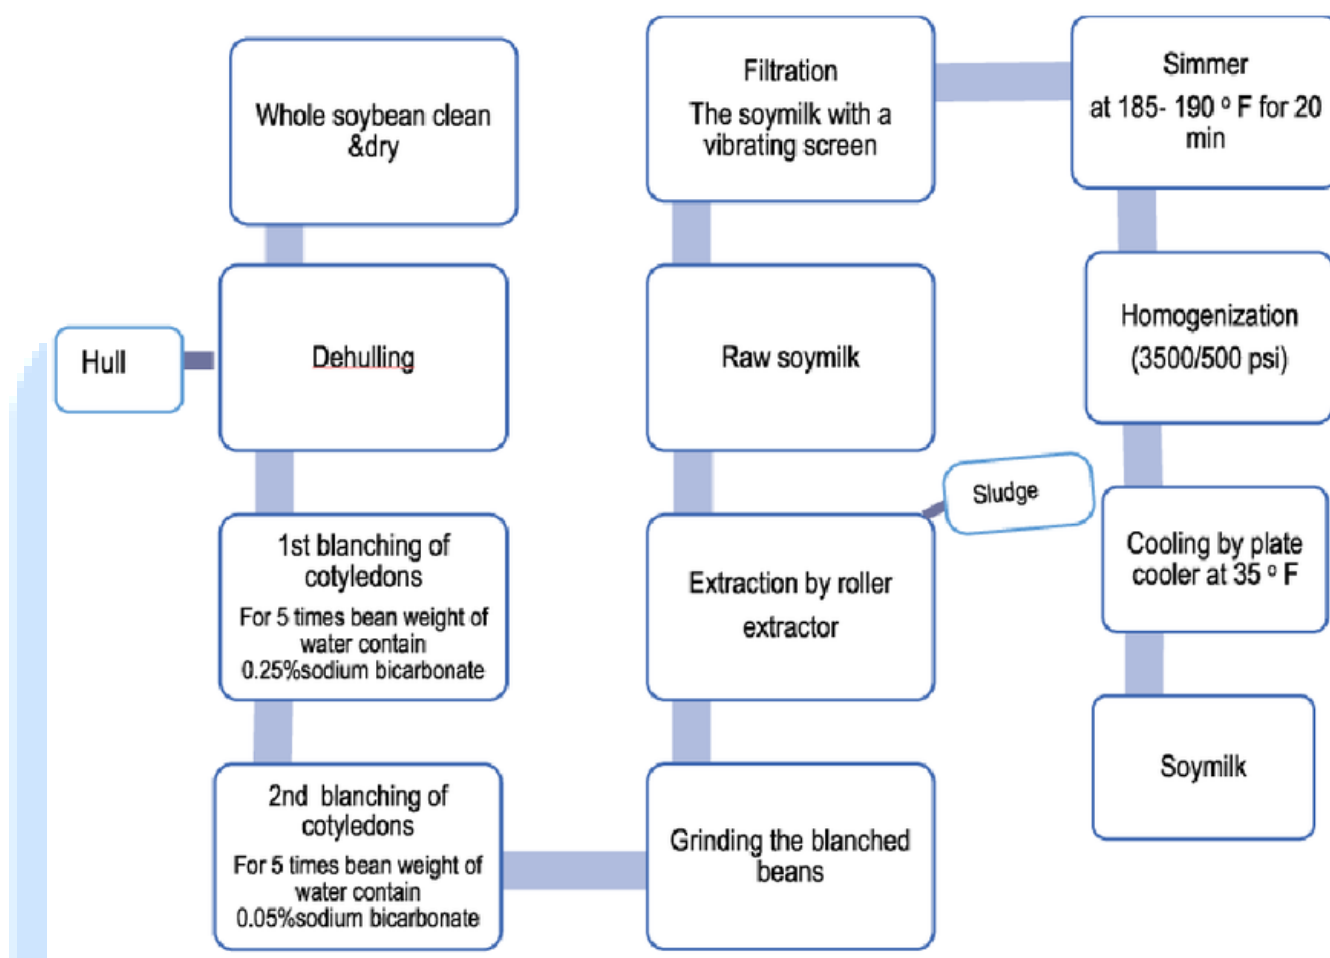 Whole soybean clean
&dry
Hull
Dehulling
1st blanching of
cotyledons
For 5 times bean weight of
water contain
0.25%sodium bicarbonate
2nd  blanching of
cotyledons
For 5 times bean weight of
water contain
0.05%sodium bicarbonate
Grinding the blanched
beans
Extraction by roller
extractor
Sludge
Raw soymilk
Filtration
The soymilk with a
vibrating screen
Simmer
at 185- 190 º F for 20
min
Homogenization
(3500/500 psi)
Cooling by plate
cooler at 35 º F
Soymilk